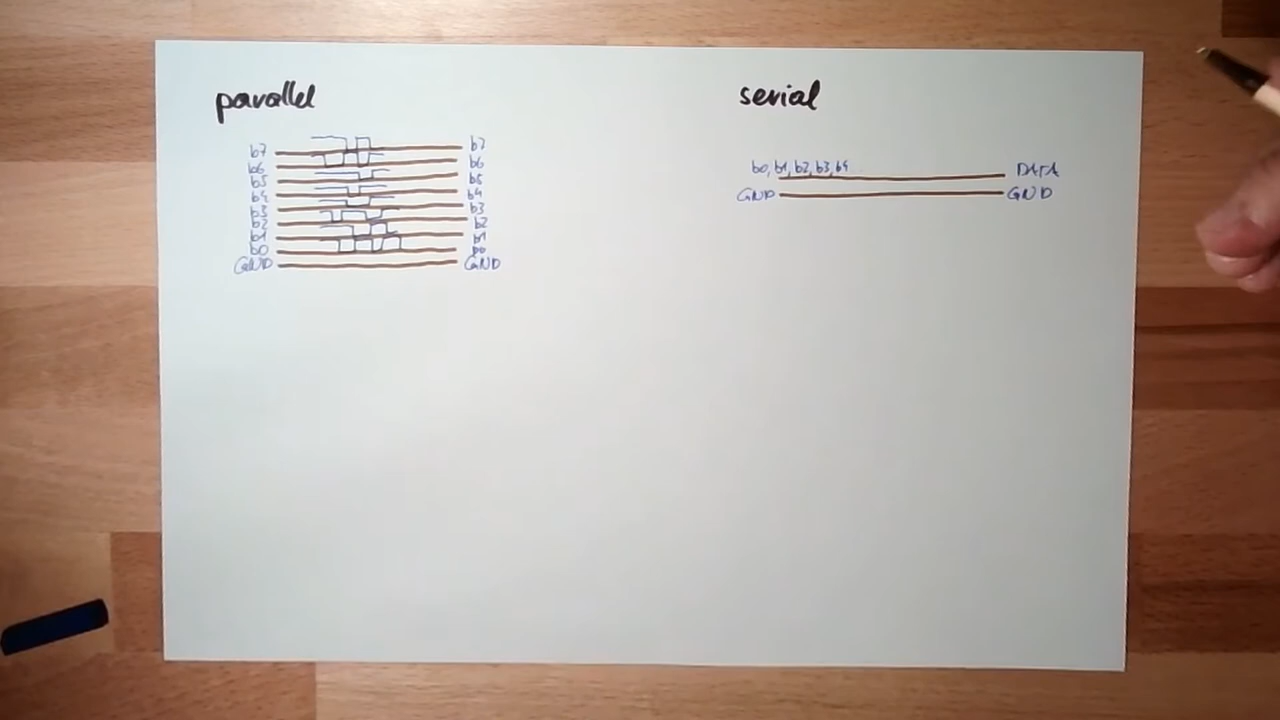 parallel
b7 b7
b6 b6
b5 b5
b4 b4
b3 b3
b2 b2
b1 b1
b0 b0
GND GND
serial
b0, b1, b2, b3, b4 DATA
GND GND